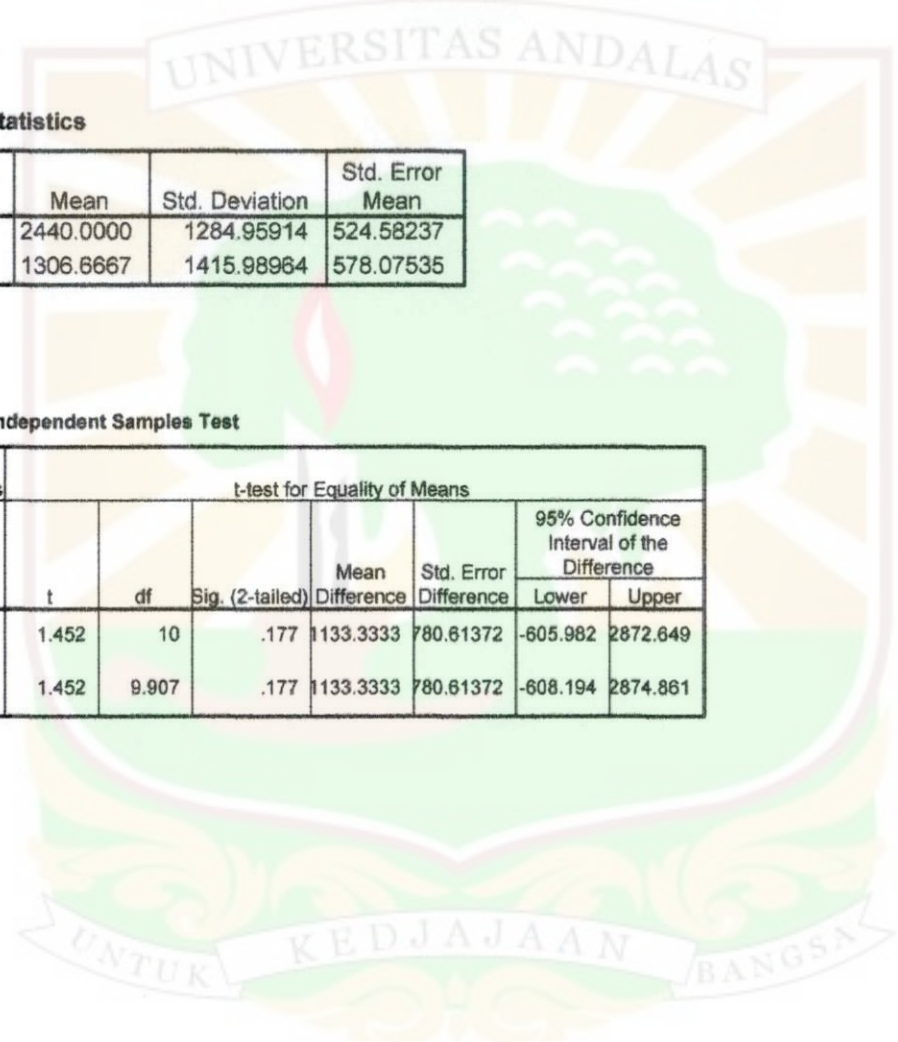 UNIVERSITAS ANDALAS
tatistics
Std. Error
Mean Std. Deviation Mean
2440.0000 1284.95914 524.58237
1306.6667 1415.98964 578.07535
ndependent Samples Test
s t-test for Equality of Means
95% Confidence
Interval of the
Mean Std. Error Difference
t df Sig. (2-tailed) Difference Difference Lower Upper
1.452 10 .177 1133.3333 780.61372 -605.982 2872.649
1.452 9.907 .177 1133.3333 780.61372 -608.194 2874.861
UNTUK KEDJAJAAN BANGSA